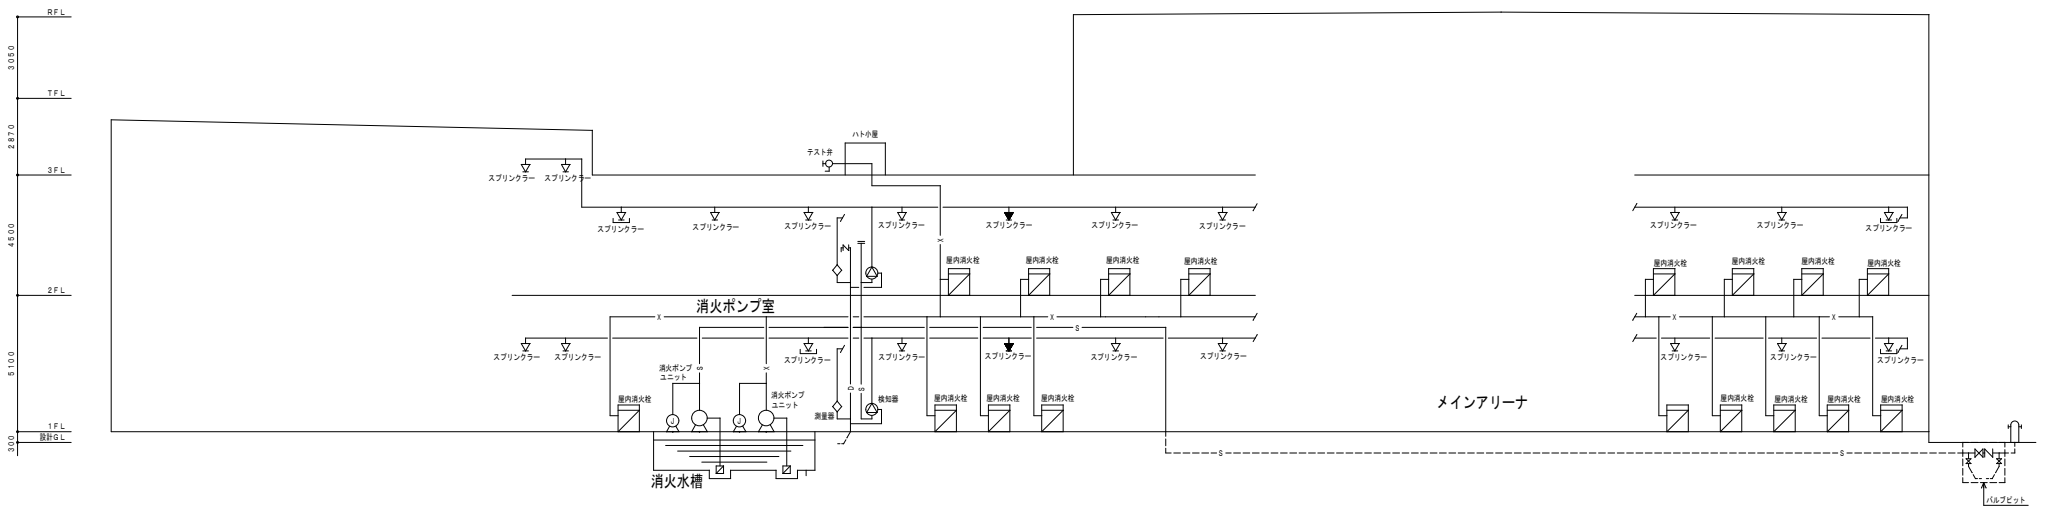 RFL
3050
TFL
2870
ハト小屋
テスト弁
3FL
スプリンクラー スプリンクラー
スプリンクラー スプリンクラー スプリンクラー スプリンクラー スプリンクラー スプリンクラー スプリンクラー スプリンクラー スプリンクラー スプリンクラー
4500
X
屋内消火栓 屋内消火栓 屋内消火栓 屋内消火栓 屋内消火栓 屋内消火栓 屋内消火栓 屋内消火栓
2FL
消火ポンプ室
X X X X
S
スプリンクラー スプリンクラー スプリンクラー スプリンクラー スプリンクラー スプリンクラー スプリンクラー スプリンクラー スプリンクラー スプリンクラー
5100
消火ポンプ
ユニット
S X D S
消火ポンプ
ユニット
屋内消火栓 測量器 検知器 屋内消火栓 屋内消火栓 屋内消火栓 メインアリーナ 屋内消火栓 屋内消火栓 屋内消火栓 屋内消火栓
J J
1FL
設計GL
300
S S
消火水槽
バルブピット